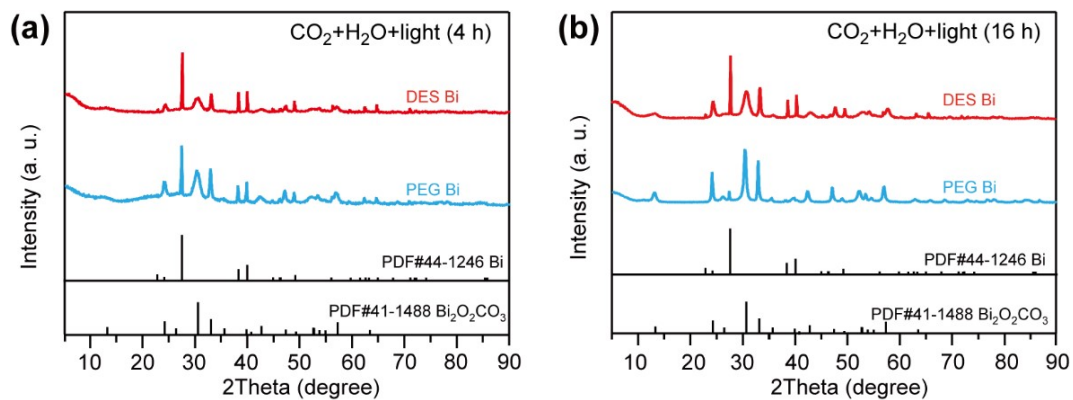 (a)
CO₂+H₂O+light (4 h)
DES Bi
PEG Bi
PDF#44-1246 Bi
PDF#41-1488 Bi₂O₂CO₃
Intensity (a. u.)
10 20 30 40 50 60 70 80 90
2Theta (degree)
(b)
CO₂+H₂O+light (16 h)
DES Bi
PEG Bi
PDF#44-1246 Bi
PDF#41-1488 Bi₂O₂CO₃
Intensity (a. u.)
10 20 30 40 50 60 70 80 90
2Theta (degree)